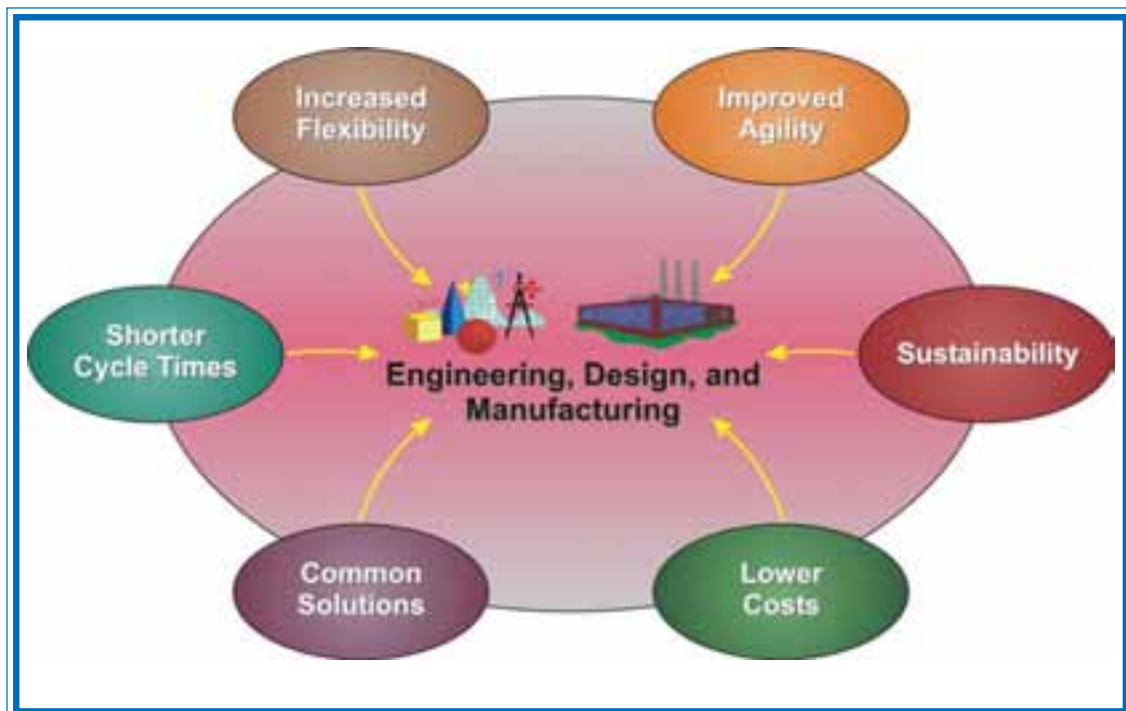 Increased
Flexibility
Improved
Agility
Shorter
Cycle Times
Sustainability
Engineering, Design, and
Manufacturing
Common
Solutions
Lower
Costs